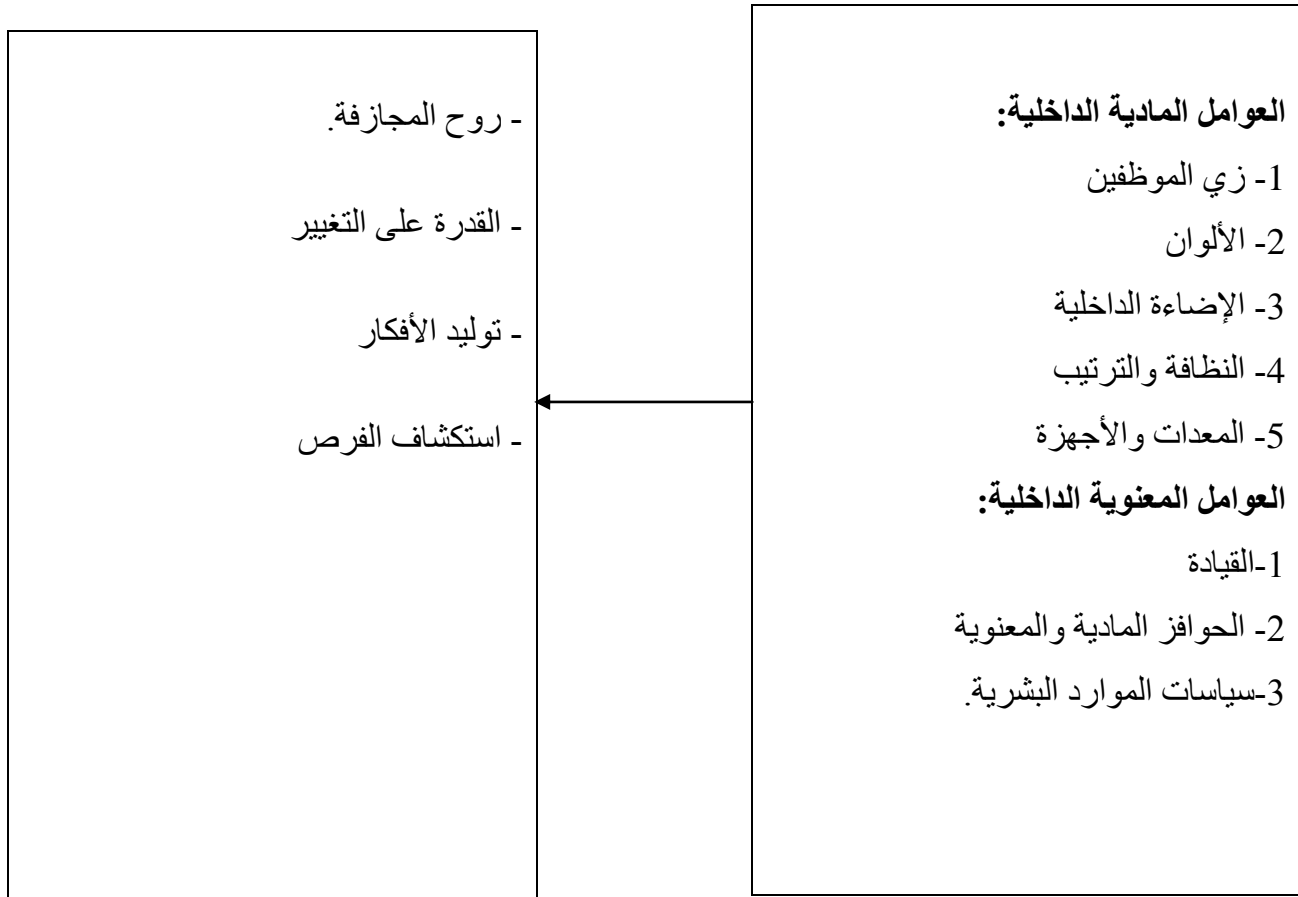 العوامل المادية الداخلية:
1- زي الموظفين
2- الألوان
3- الإضاءة الداخلية
4- النظافة والترتيب
5- المعدات والأجهزة
العوامل المعنوية الداخلية:
1-القيادة
2- الحوافز المادية والمعنوية
3-سياسات الموارد البشرية.
- روح المجازفة.
- القدرة على التغيير
- توليد الأفكار
- استكشاف الفرص